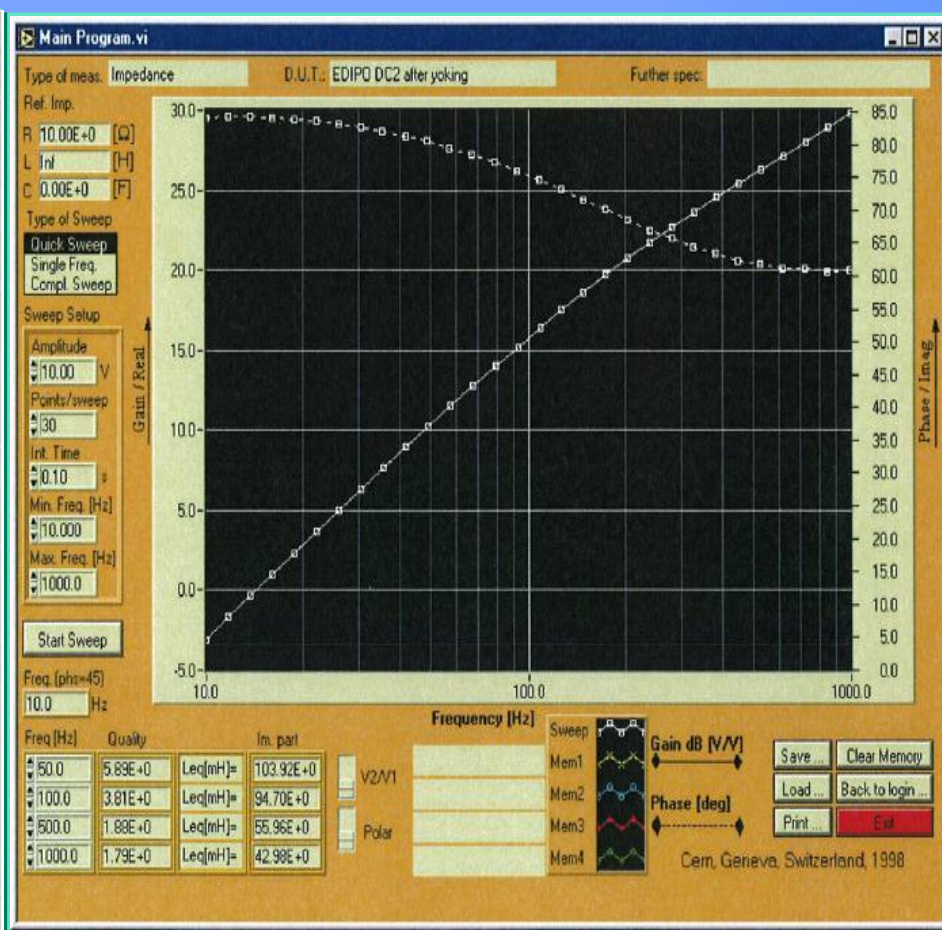 Main Program.vi
Type of meas. Impedance D.U.T.: EDIPO DC2 after yoking Further spec:
Ref. Imp.
R 10.00E+0 [Ω]
L Inf [H]
C 0.00E+0 [F]
Type of Sweep
Quick Sweep
Single Freq.
Compl. Sweep
Sweep Setup
Amplitude
10.00 V
Points/sweep
30
Int. Time
0.10 s
Min. Freq. [Hz]
10.000
Max. Freq. [Hz]
1000.0
Start Sweep
Freq. (phs=45)
10.0 Hz
Gain / Real
30.0
25.0
20.0
15.0
10.0
5.0
0.0
-5.0
10.0 100.0 1000.0
Frequency [Hz]
85.0
80.0
75.0
70.0
65.0
60.0
55.0
50.0
45.0
40.0
35.0
30.0
25.0
20.0
15.0
10.0
5.0
0.0
Phase / Imag
Freq [Hz] Quality Im. part
50.0 5.89E+0 Leq[mH]= 103.92E+0
100.0 3.81E+0 Leq[mH]= 94.70E+0
500.0 1.88E+0 Leq[mH]= 55.96E+0
1000.0 1.79E+0 Leq[mH]= 42.98E+0
V2/V1
Polar
Sweep
Mem1
Mem2
Mem3
Mem4
Gain dB [V/V]
Phase [deg]
Save ... Clear Memory
Load ... Back to login ...
Print ... Exit
Cern, Geneva, Switzerland, 1998